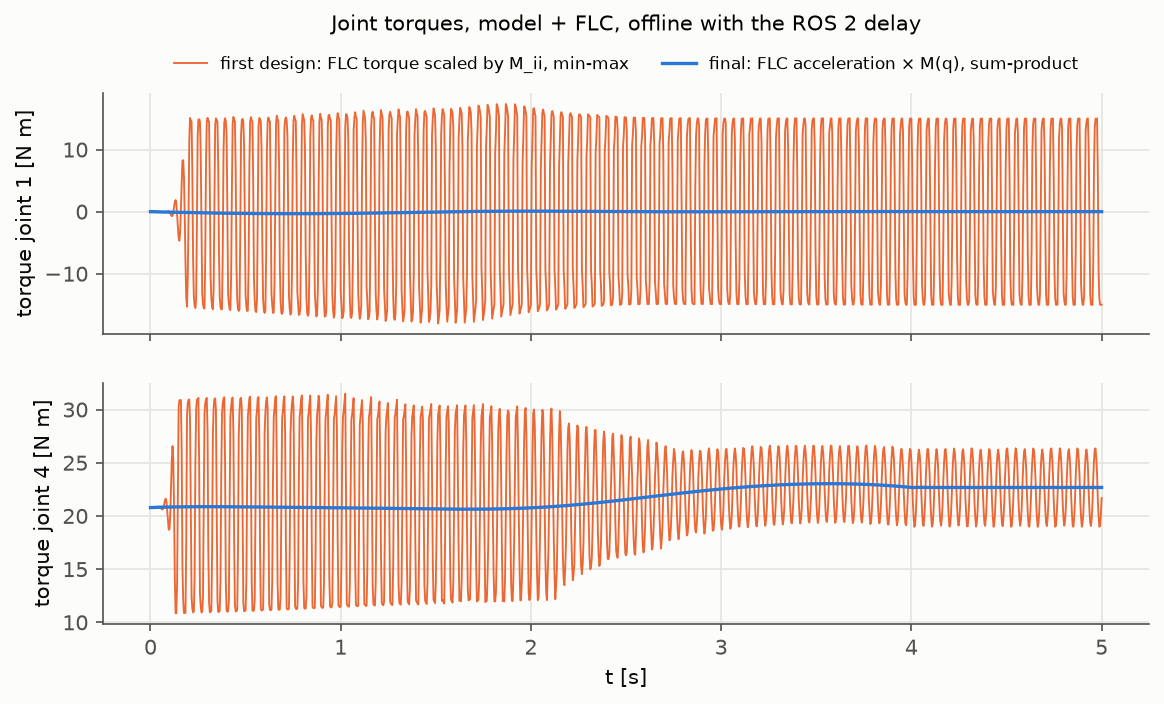 Joint torques, model + FLC, offline with the ROS 2 delay
first design: FLC torque scaled by M_ii, min-max
final: FLC acceleration × M(q), sum-product
torque joint 1 [N m]
10
0
−10
torque joint 4 [N m]
30
25
20
15
10
0
1
2
3
4
5
t [s]